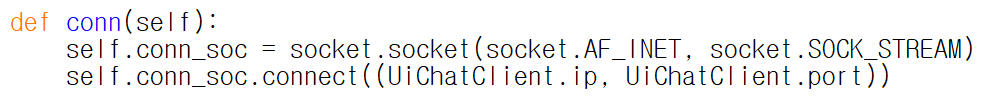 def conn(self):
    self.conn_soc = socket.socket(socket.AF_INET, socket.SOCK_STREAM)
    self.conn_soc.connect((UiChatClient.ip, UiChatClient.port))